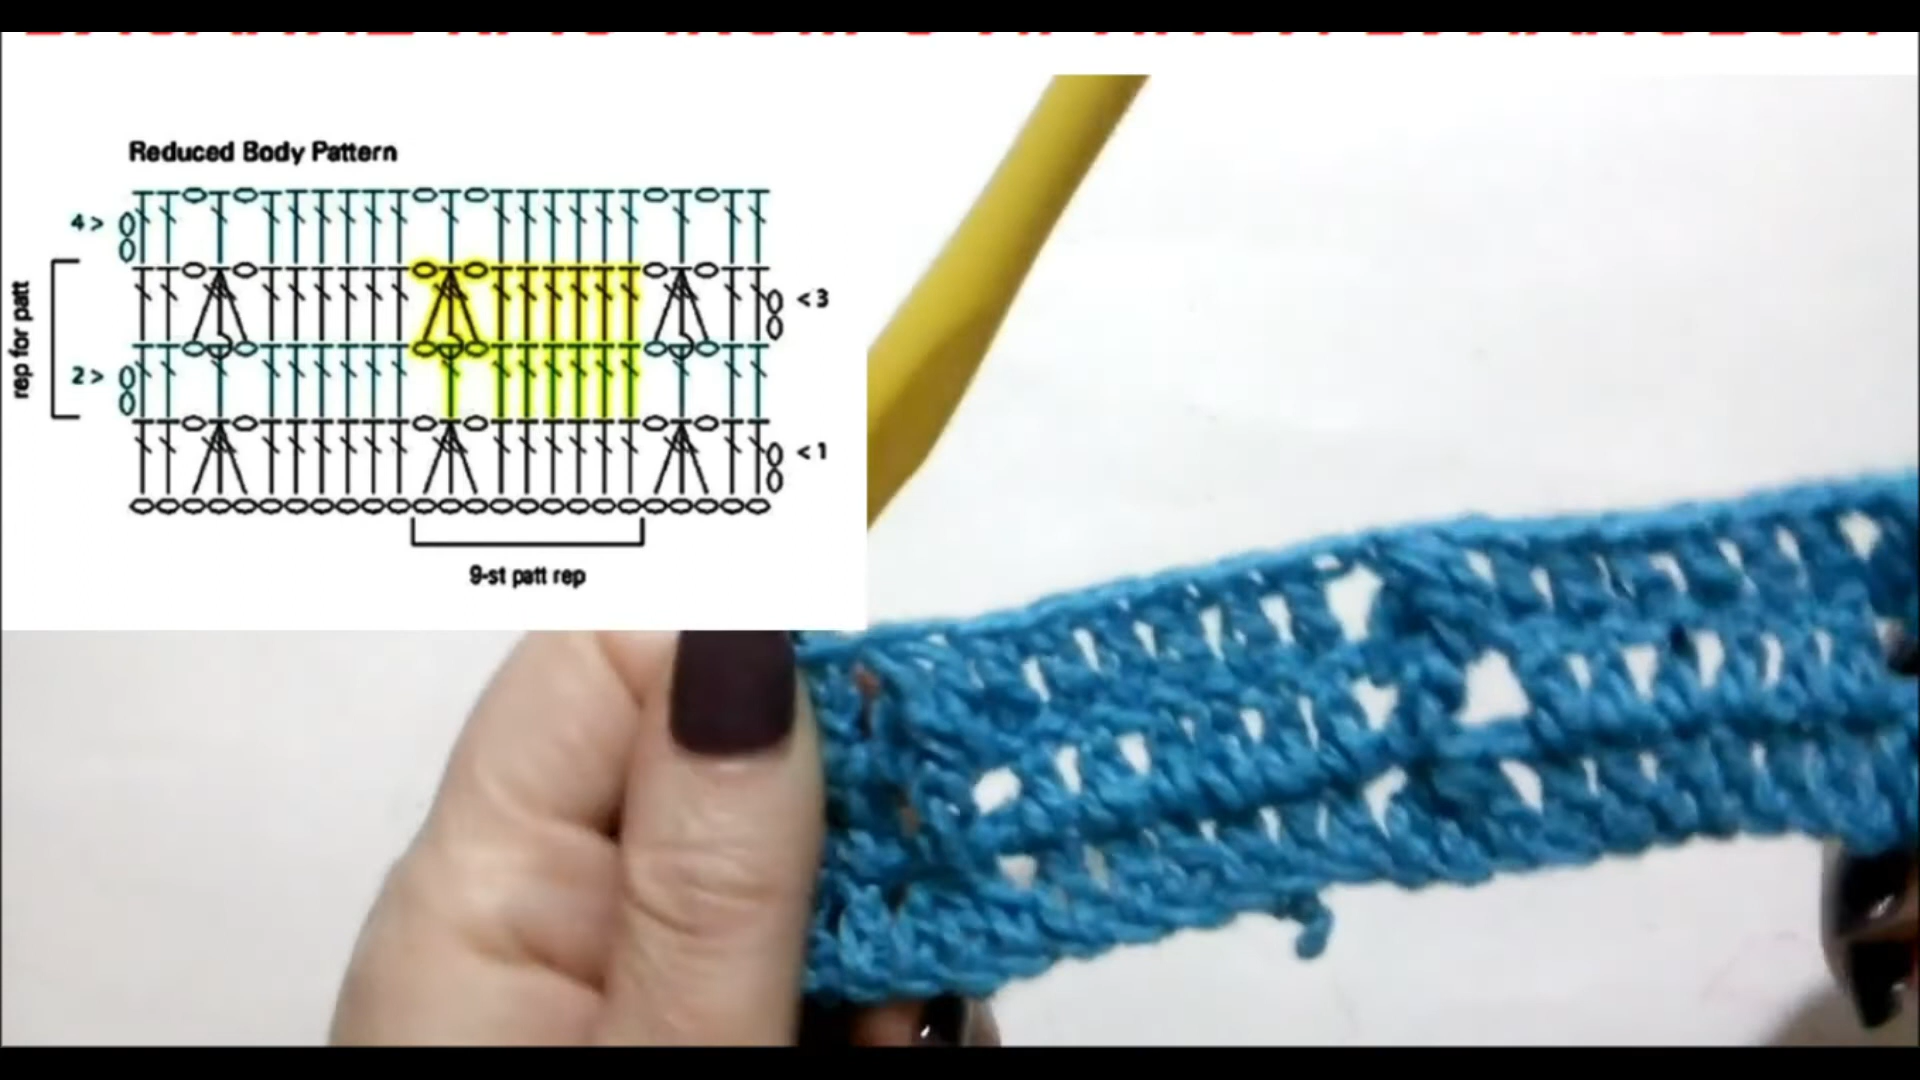 Reduced Body Pattern
4>
<3
rep for patt
2>
<1
9-st patt rep